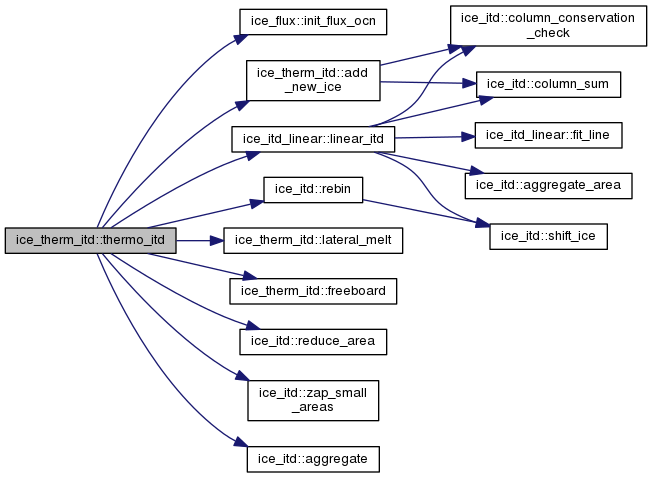 ice_flux::init_flux_ocn
ice_itd::column_conservation
_check
ice_therm_itd::add
_new_ice
ice_itd::column_sum
ice_itd_linear::linear_itd
ice_itd_linear::fit_line
ice_itd::rebin
ice_itd::aggregate_area
ice_therm_itd::thermo_itd
ice_therm_itd::lateral_melt
ice_itd::shift_ice
ice_therm_itd::freeboard
ice_itd::reduce_area
ice_itd::zap_small
_areas
ice_itd::aggregate